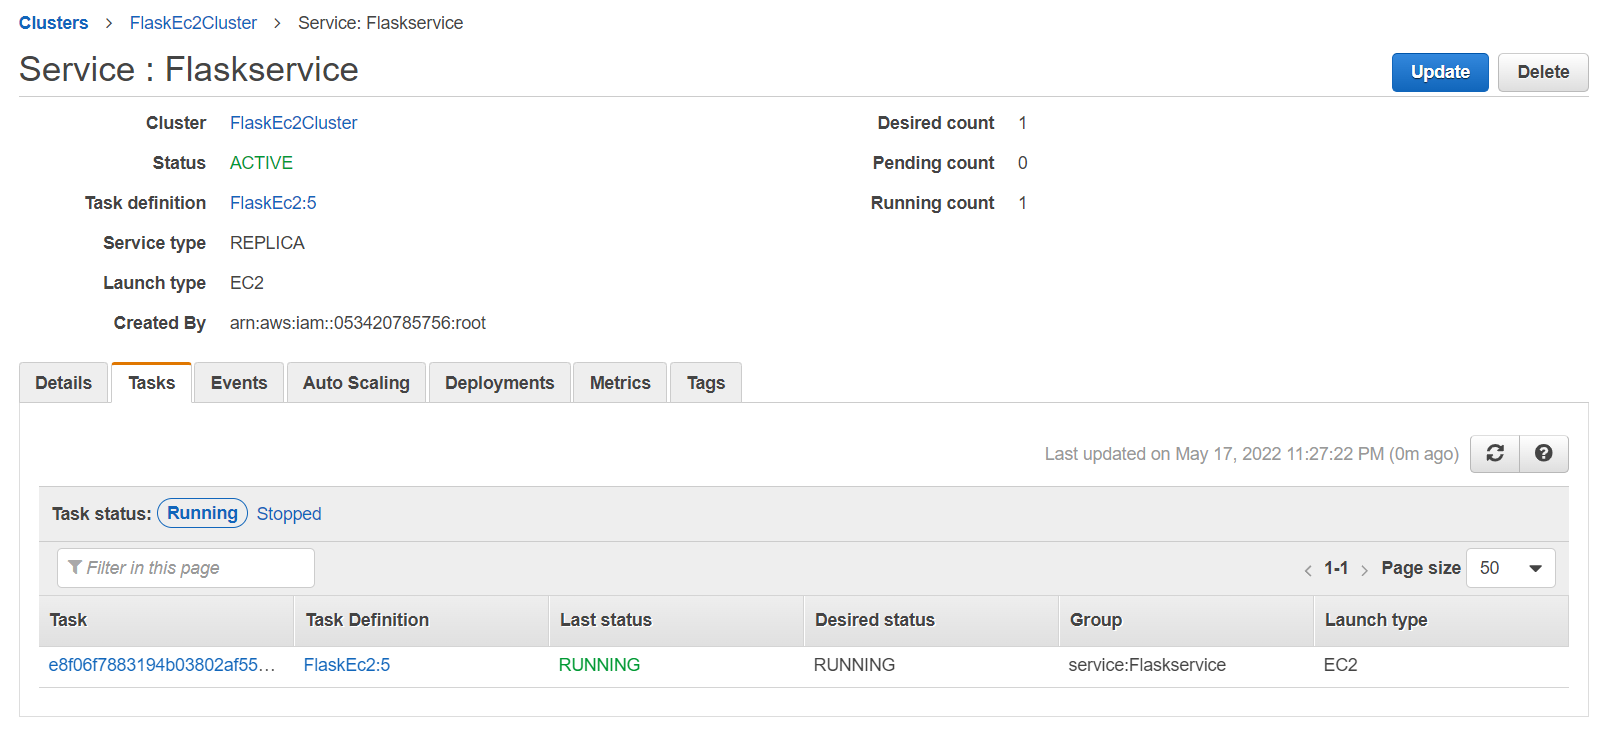 Clusters > FlaskEc2Cluster > Service: Flaskservice
Service : Flaskservice
Update Delete
Cluster FlaskEc2Cluster Desired count 1
Status ACTIVE Pending count 0
Task definition FlaskEc2:5 Running count 1
Service type REPLICA
Launch type EC2
Created By arn:aws:iam::053420785756:root
Details Tasks Events Auto Scaling Deployments Metrics Tags
Last updated on May 17, 2022 11:27:22 PM (0m ago)
Task status: Running Stopped
Filter in this page < 1-1 > Page size 50
Task Task Definition Last status Desired status Group Launch type
e8f06f7883194b03802af55... FlaskEc2:5 RUNNING RUNNING service:Flaskservice EC2